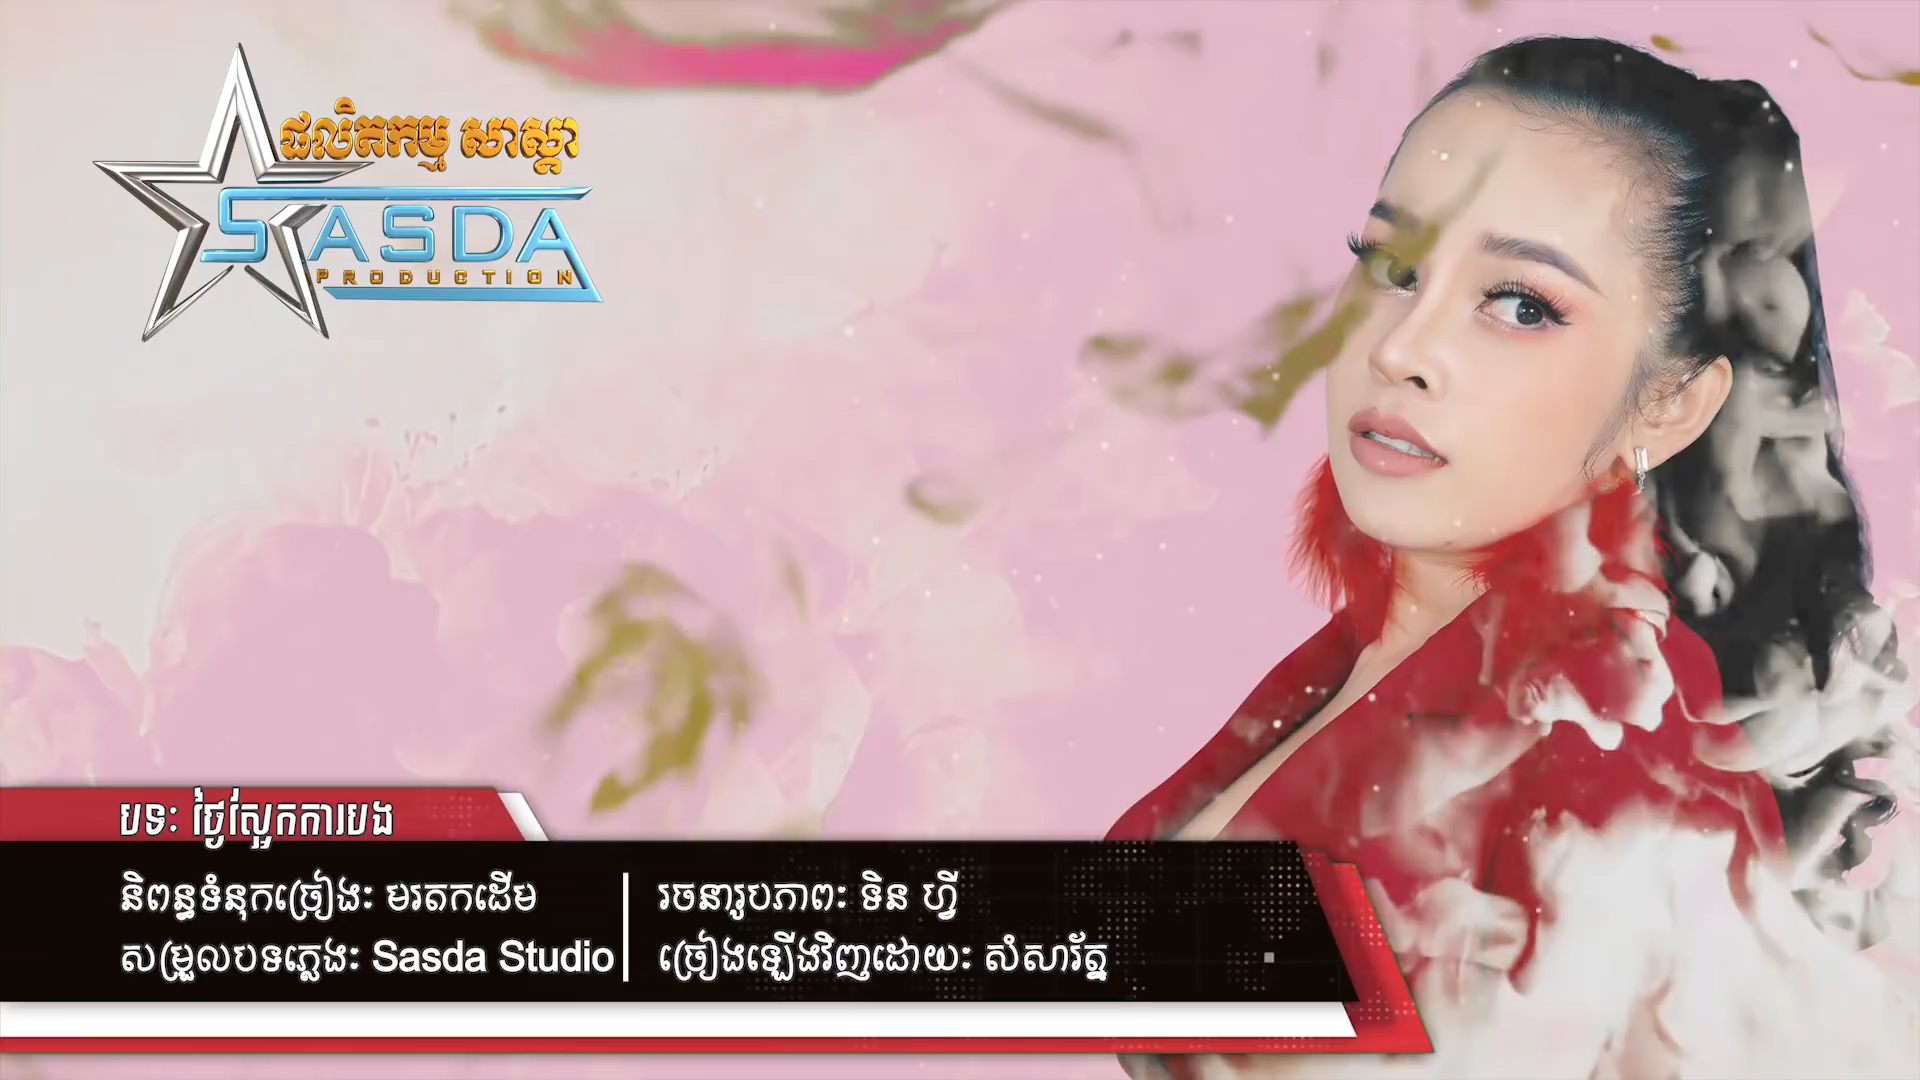 ផលិតកម្ម សាស្តា
SASDA
PRODUCTION
បទ: ថ្ងៃស្អែកការបង
និពន្ធទំនុកច្រៀង: មរតកដើម
សម្រួលបទភ្លេង: Sasda Studio
រចនារូបភាព: ទិន ហ្វី
ច្រៀងឡើងវិញដោយ: សំសារ័ត្ន